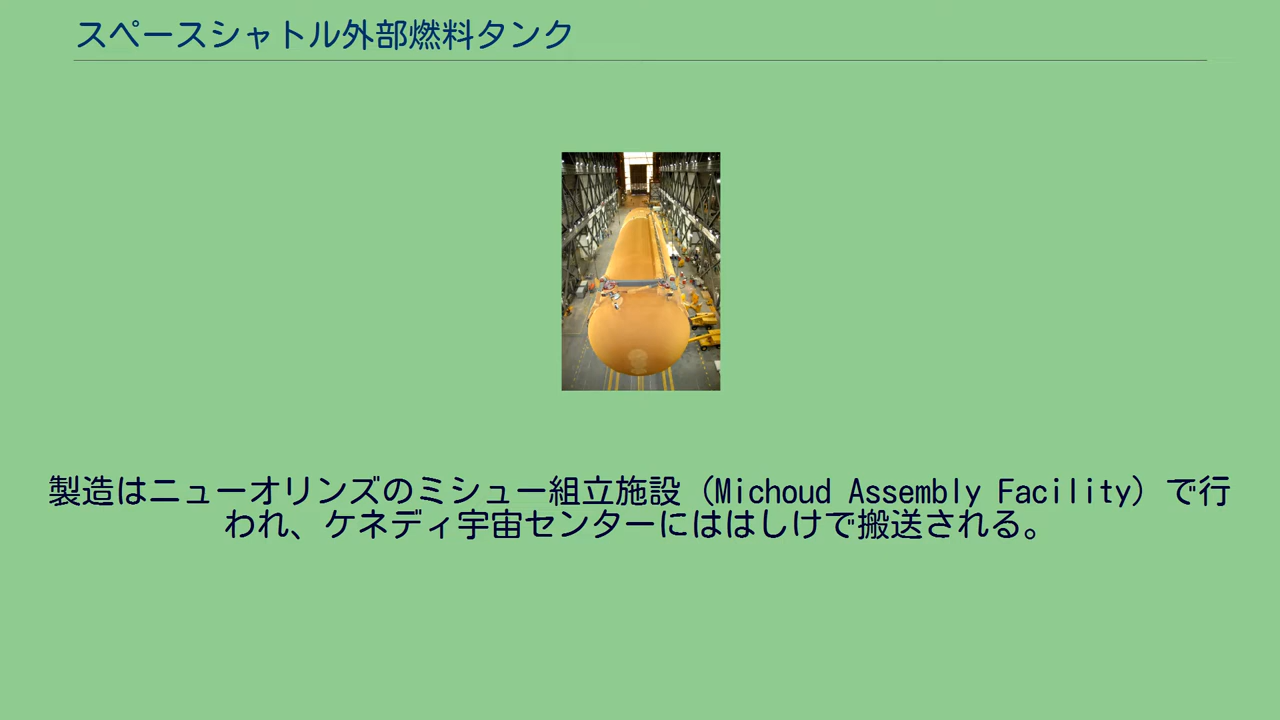 スペースシャトル外部燃料タンク
製造はニューオリンズのミシュー組立施設（Michoud Assembly Facility）で行
われ、ケネディ宇宙センターにははしけで搬送される。